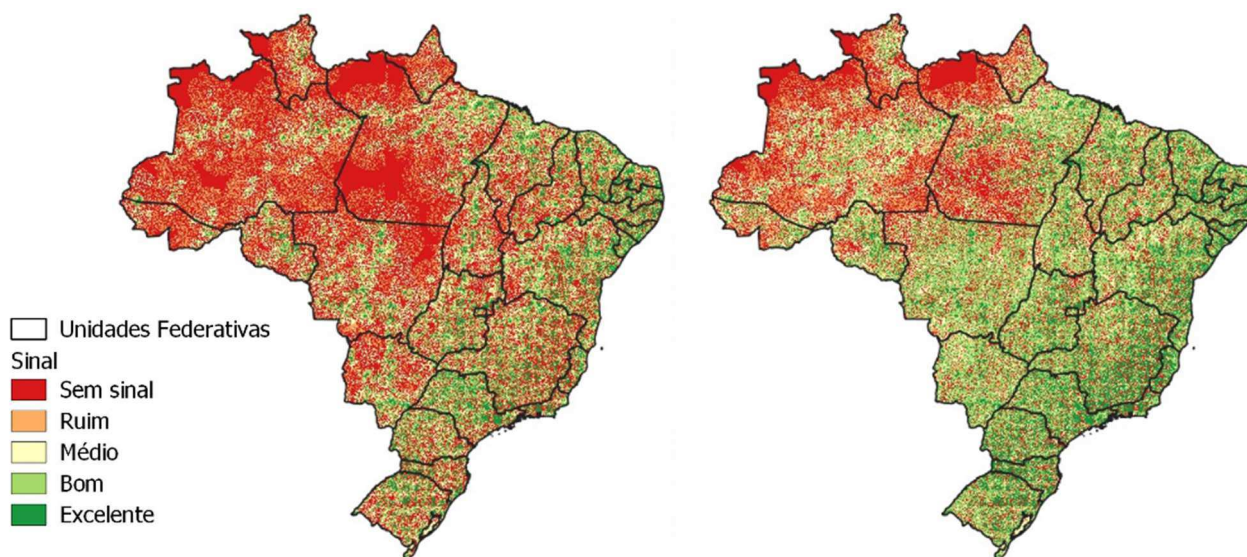 Unidades Federativas
Sinal
Sem sinal
Ruim
Médio
Bom
Excelente